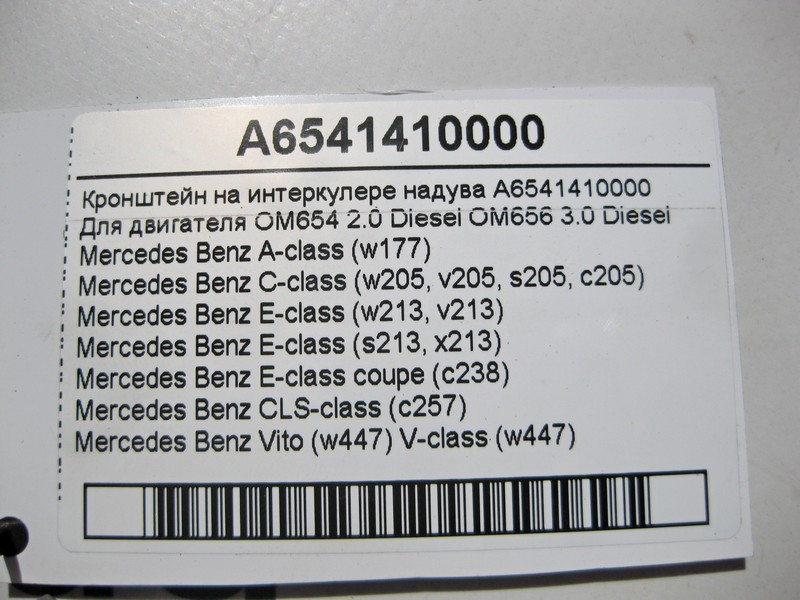 A6541410000
Кронштейн на интеркулере надува A6541410000
Для двигателя OM654 2.0 Diesei OM656 3.0 Diesei
Mercedes Benz A-class (w177)
Mercedes Benz C-class (w205, v205, s205, c205)
Mercedes Benz E-class (w213, v213)
Mercedes Benz E-class (s213, x213)
Mercedes Benz E-class coupe (c238)
Mercedes Benz CLS-class (c257)
Mercedes Benz Vito (w447) V-class (w447)